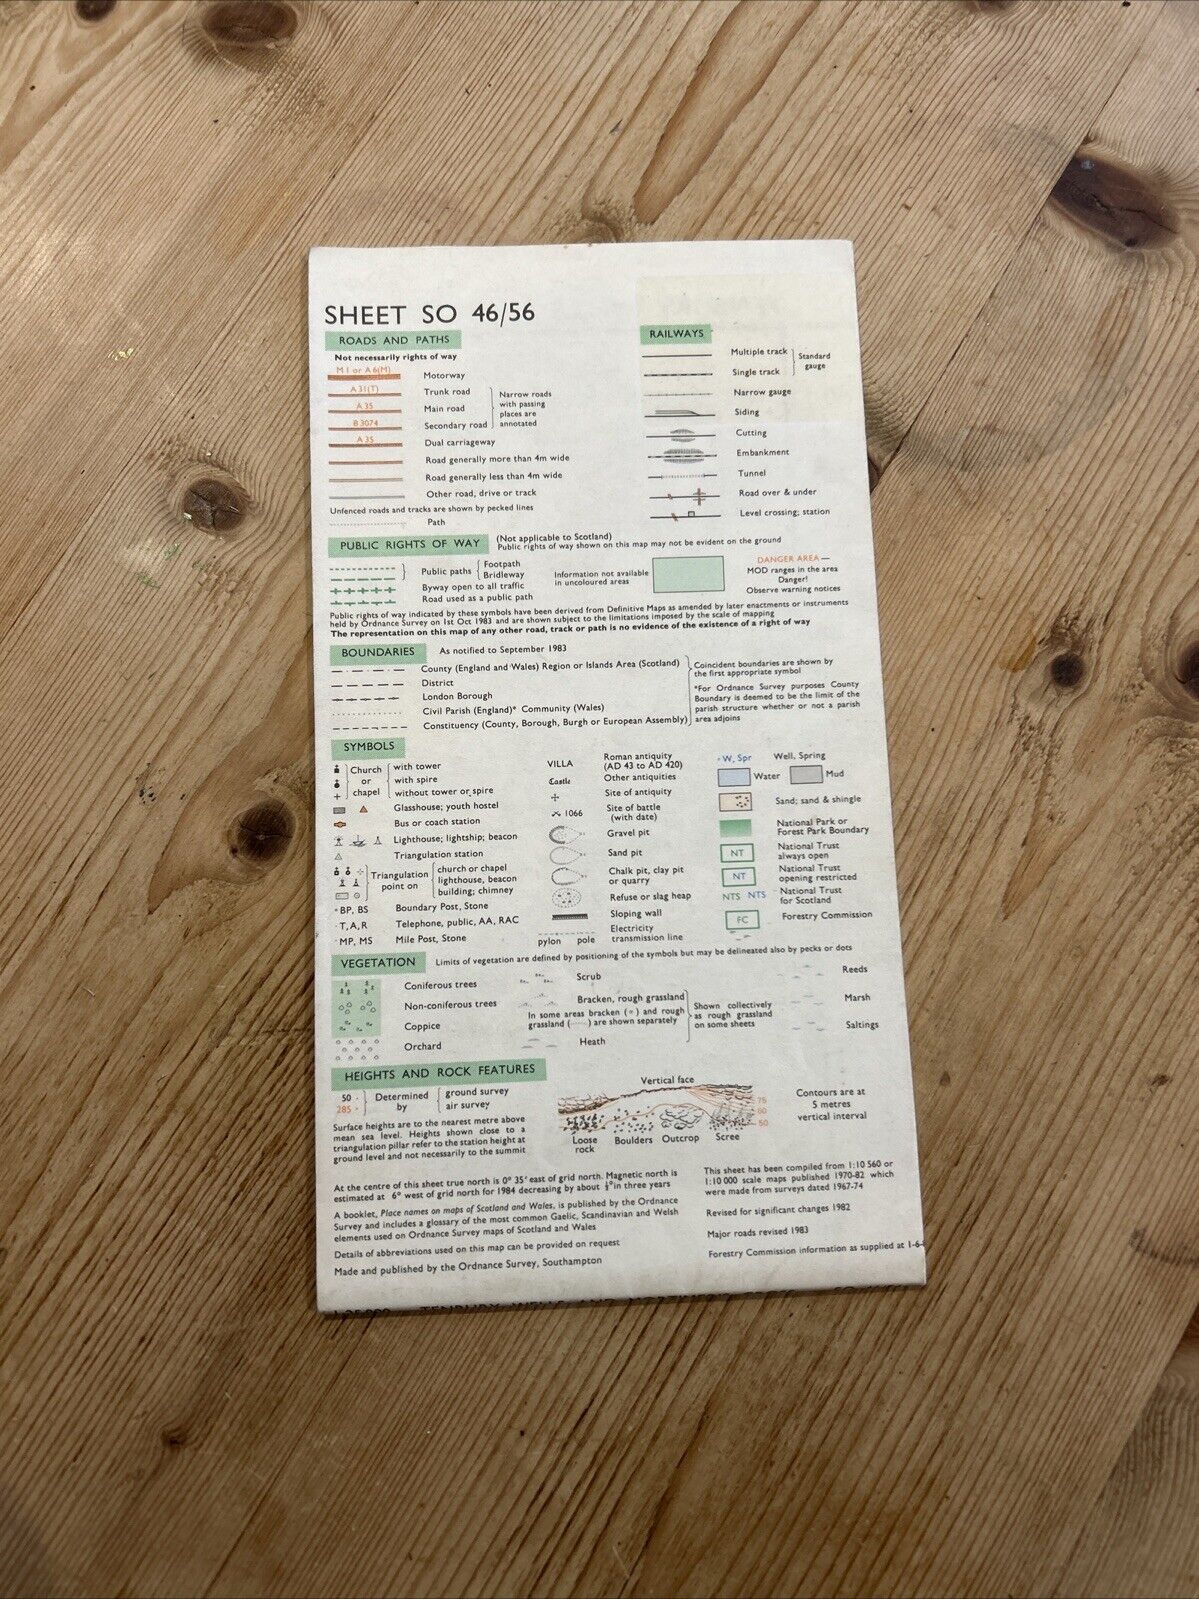 SHEET SO 46/56
ROADS AND PATHS
Not necessarily rights of way
M 1 or A 6(M)
Motorway
A 31(T)
Trunk road
A 35
Main road
B 3074
Secondary road
Narrow roads
with passing
places are
annotated
A 35
Dual carriageway
Road generally more than 4m wide
Road generally less than 4m wide
Other road, drive or track
Unfenced roads and tracks are shown by pecked lines
Path
RAILWAYS
Multiple track
Single track
Standard
gauge
Narrow gauge
Siding
Cutting
Embankment
Tunnel
Road over & under
Level crossing; station
PUBLIC RIGHTS OF WAY
(Not applicable to Scotland)
Public rights of way shown on this map may not be evident on the ground
Public paths
Footpath
Bridleway
Byway open to all traffic
Road used as a public path
Information not available
in uncoloured areas
DANGER AREA—
MOD ranges in the area
Danger!
Observe warning notices
Public rights of way indicated by these symbols have been derived from Definitive Maps as amended by later enactments or instruments
held by Ordnance Survey on 1st Oct 1983 and are shown subject to the limitations imposed by the scale of mapping
The representation on this map of any other road, track or path is no evidence of the existence of a right of way
BOUNDARIES
As notified to September 1983
County (England and Wales) Region or Islands Area (Scotland)
District
London Borough
Civil Parish (England)* Community (Wales)
Constituency (County, Borough, Burgh or European Assembly)
Coincident boundaries are shown by
the first appropriate symbol
*For Ordnance Survey purposes County
Boundary is deemed to be the limit of the
parish structure whether or not a parish
area adjoins
SYMBOLS
Church
or
chapel
with tower
with spire
without tower or spire
Glasshouse; youth hostel
Bus or coach station
Lighthouse; lightship; beacon
Triangulation station
Triangulation
point on
church or chapel
lighthouse, beacon
building; chimney
BP, BS
Boundary Post, Stone
T, A, R
Telephone, public, AA, RAC
MP, MS
Mile Post, Stone
VILLA
Roman antiquity
(AD 43 to AD 420)
Castle
Other antiquities
Site of antiquity
1066
Site of battle
(with date)
Gravel pit
Sand pit
Chalk pit, clay pit
or quarry
Refuse or slag heap
Sloping wall
pylon pole
Electricity
transmission line
W, Spr
Well, Spring
Water
Mud
Sand; sand & shingle
National Park or
Forest Park Boundary
NT
National Trust
always open
NT
National Trust
opening restricted
NTS NTS
National Trust
for Scotland
FC
Forestry Commission
VEGETATION
Limits of vegetation are defined by positioning of the symbols but may be delineated also by pecks or dots
Coniferous trees
Non-coniferous trees
Coppice
Orchard
Scrub
Bracken, rough grassland
In some areas bracken ( ) and rough
grassland ( ) are shown separately
Heath
Shown collectively
as rough grassland
on some sheets
Reeds
Marsh
Saltings
HEIGHTS AND ROCK FEATURES
50
285
Determined
by
ground survey
air survey
Surface heights are to the nearest metre above
mean sea level. Heights shown close to a
triangulation pillar refer to the station height at
ground level and not necessarily to the summit
Vertical face
75
60
50
Loose
rock
Boulders
Outcrop
Scree
Contours are at
5 metres
vertical interval
At the centre of this sheet true north is 0° 35' east of grid north. Magnetic north is
estimated at 6° west of grid north for 1984 decreasing by about ½° in three years
A booklet, Place names on maps of Scotland and Wales, is published by the Ordnance
Survey and includes a glossary of the most common Gaelic, Scandinavian and Welsh
elements used on Ordnance Survey maps of Scotland and Wales
Details of abbreviations used on this map can be provided on request
Made and published by the Ordnance Survey, Southampton
This sheet has been compiled from 1:10 560 or
1:10 000 scale maps published 1970-82 which
were made from surveys dated 1967-74
Revised for significant changes 1982
Major roads revised 1983
Forestry Commission information as supplied at 1-6-